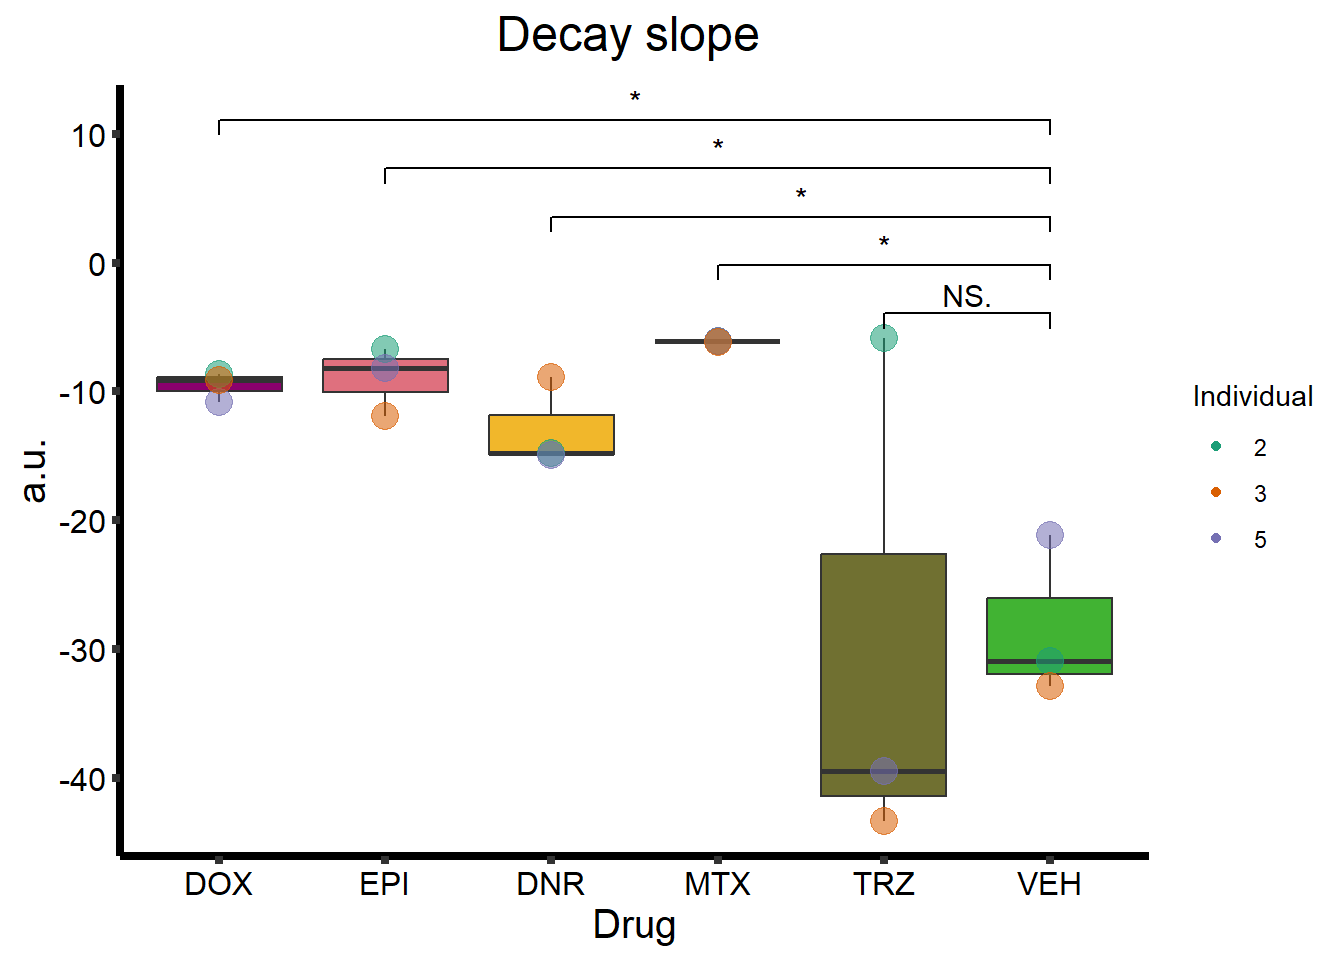 Decay slope
10
0
-10
-20
-30
-40
a.u.
*
*
*
*
NS.
DOX EPI DNR MTX TRZ VEH
Drug
Individual
2
3
5